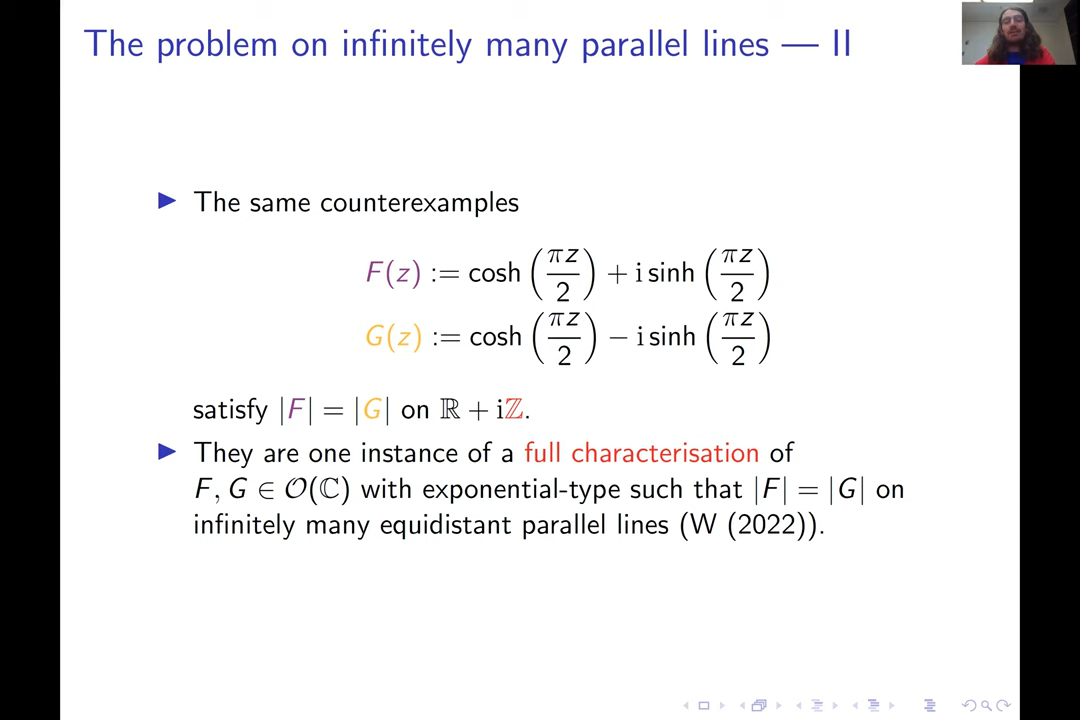 The problem on infinitely many parallel lines — II
▶ The same counterexamples
F(z) := cosh(πz/2) + i sinh(πz/2)
G(z) := cosh(πz/2) − i sinh(πz/2)
satisfy |F| = |G| on ℝ + iℤ.
▶ They are one instance of a full characterisation of
F, G ∈ 𝒪(ℂ) with exponential-type such that |F| = |G| on
infinitely many equidistant parallel lines (W (2022)).